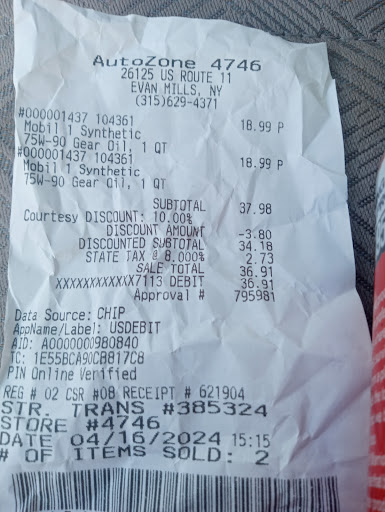 AutoZone 4746
26125 US ROUTE 11
EVAN MILLS, NY
(315)629-4371
#000001437 104361 18.99 P
Mobil 1 Synthetic
75W-90 Gear Oil, 1 QT
#000001437 104361 18.99 P
Mobil 1 Synthetic
75W-90 Gear Oil, 1 QT
SUBTOTAL 37.98
Courtesy DISCOUNT: 10.00%
DISCOUNT AMOUNT -3.80
DISCOUNTED SUBTOTAL 34.18
STATE TAX @ 8.000% 2.73
SALE TOTAL 36.91
XXXXXXXXXXXX7113 DEBIT 36.91
Approval # 795981
Data Source: CHIP
AppName/Label: USDEBIT
AID: A0000000980840
TC: 1E55BCA90CB817C8
PIN Online Verified
REG # 02 CSR #08 RECEIPT # 621904
STR. TRANS #385324
STORE #4746
DATE 04/16/2024 15:15
# OF ITEMS SOLD: 2